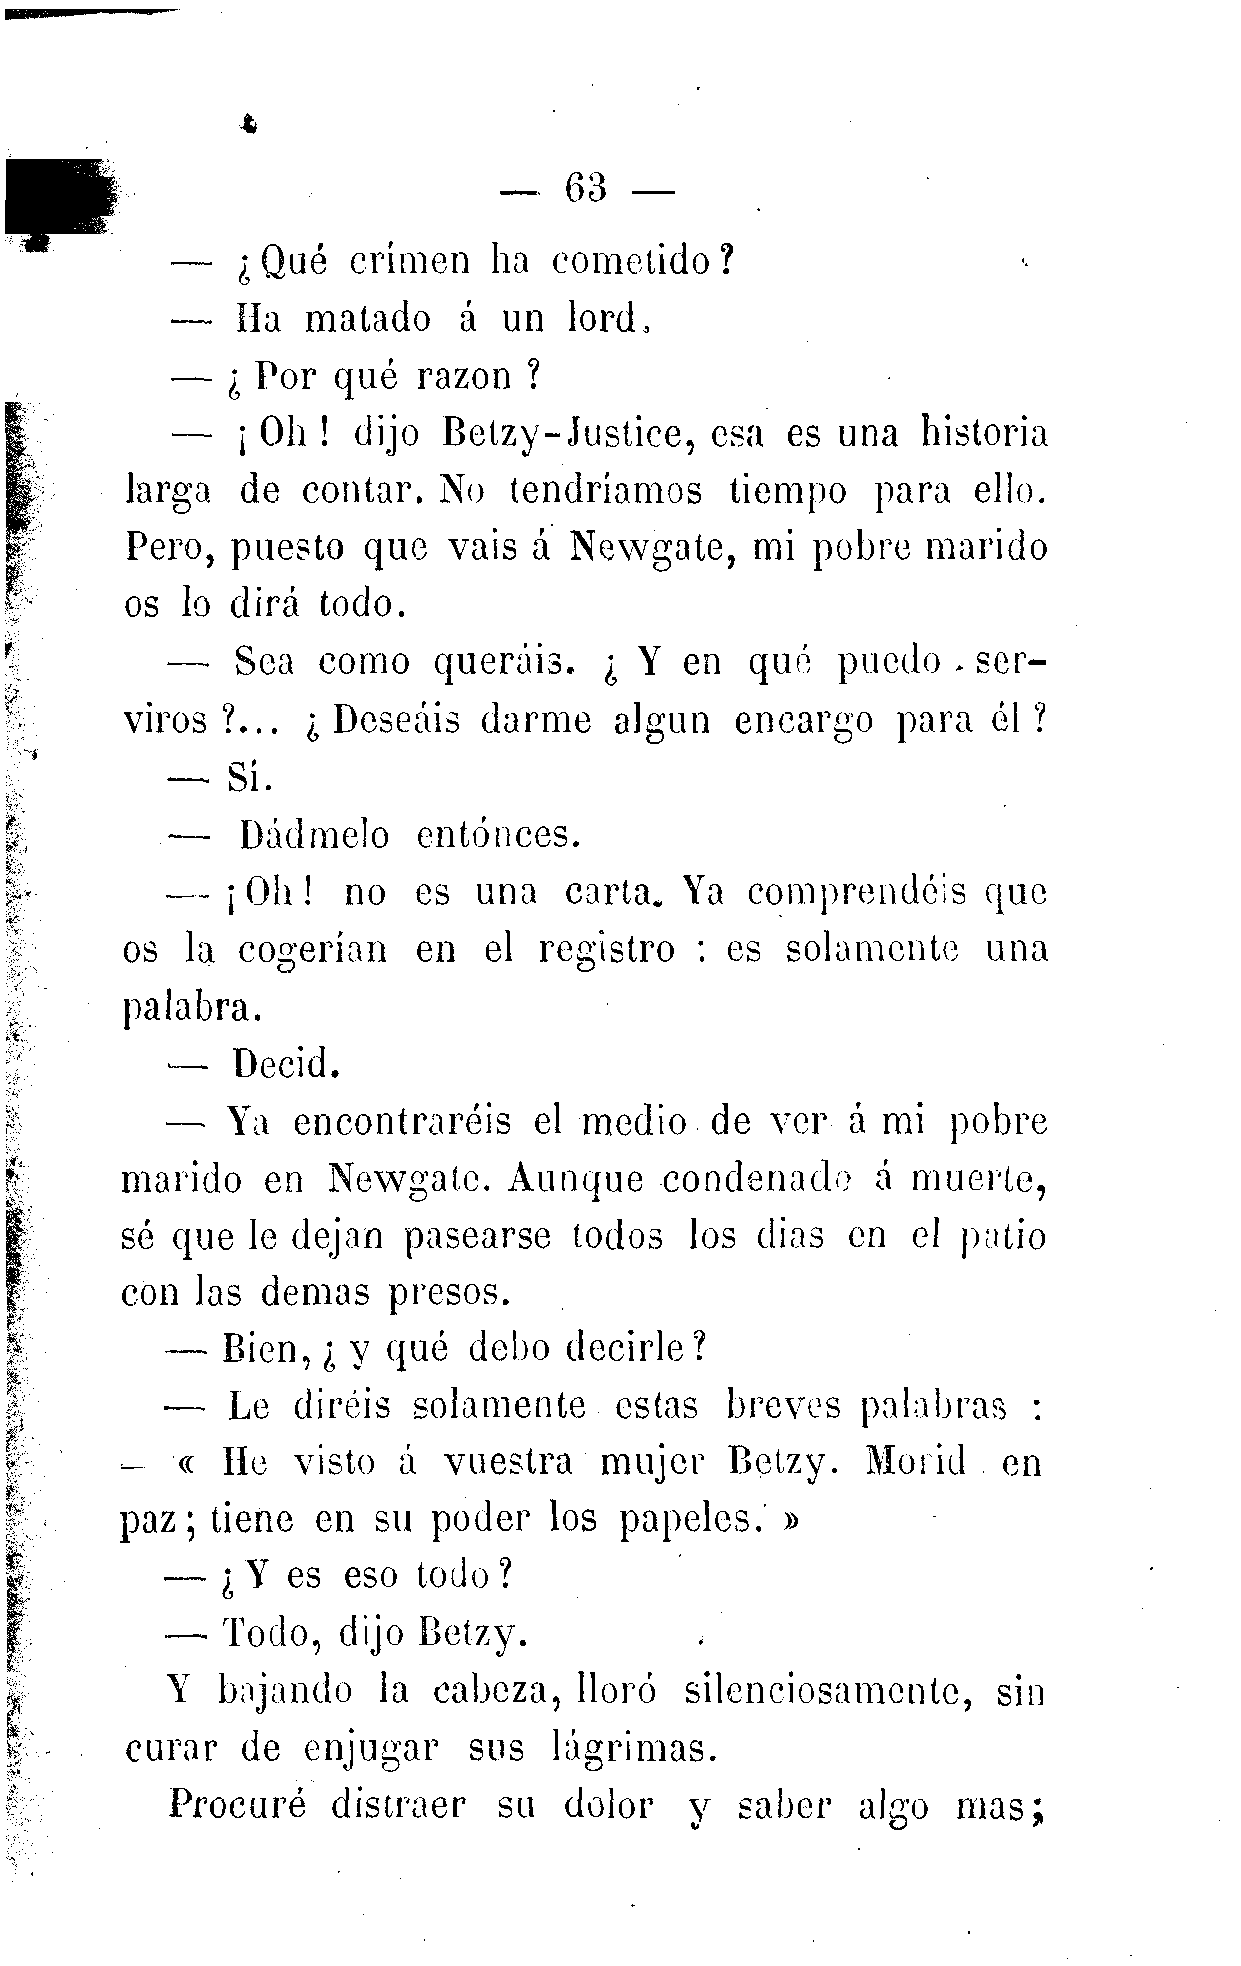 — 63 —
— ¿Qué crímen ha cometido?
— Ha matado á un lord.
— ¿ Por qué razon ?
— ¡Oh! dijo Betzy-Justice, esa es una historia
larga de contar. No tendríamos tiempo para ello.
Pero, puesto que vais á Newgate, mi pobre marido
os lo dirá todo.
— Sea como queráis. ¿ Y en qué puedo ser-
viros ?... ¿ Deseáis darme algun encargo para él ?
— Sí.
— Dádmelo entónces.
— ¡Oh! no es una carta. Ya comprendéis que
os la cogerían en el registro : es solamente una
palabra.
— Decid.
— Ya encontraréis el medio de ver á mi pobre
marido en Newgate. Aunque condenado á muerte,
sé que le dejan pasearse todos los dias en el patio
con las demas presos.
— Bien, ¿ y qué debo decirle?
— Le diréis solamente estas breves palabras :
— « He visto á vuestra mujer Betzy. Morid en
paz; tiene en su poder los papeles. »
— ¿ Y es eso todo?
— Todo, dijo Betzy.
Y bajando la cabeza, lloró silenciosamente, sin
curar de enjugar sus lágrimas.
Procuré distraer su dolor y saber algo mas;